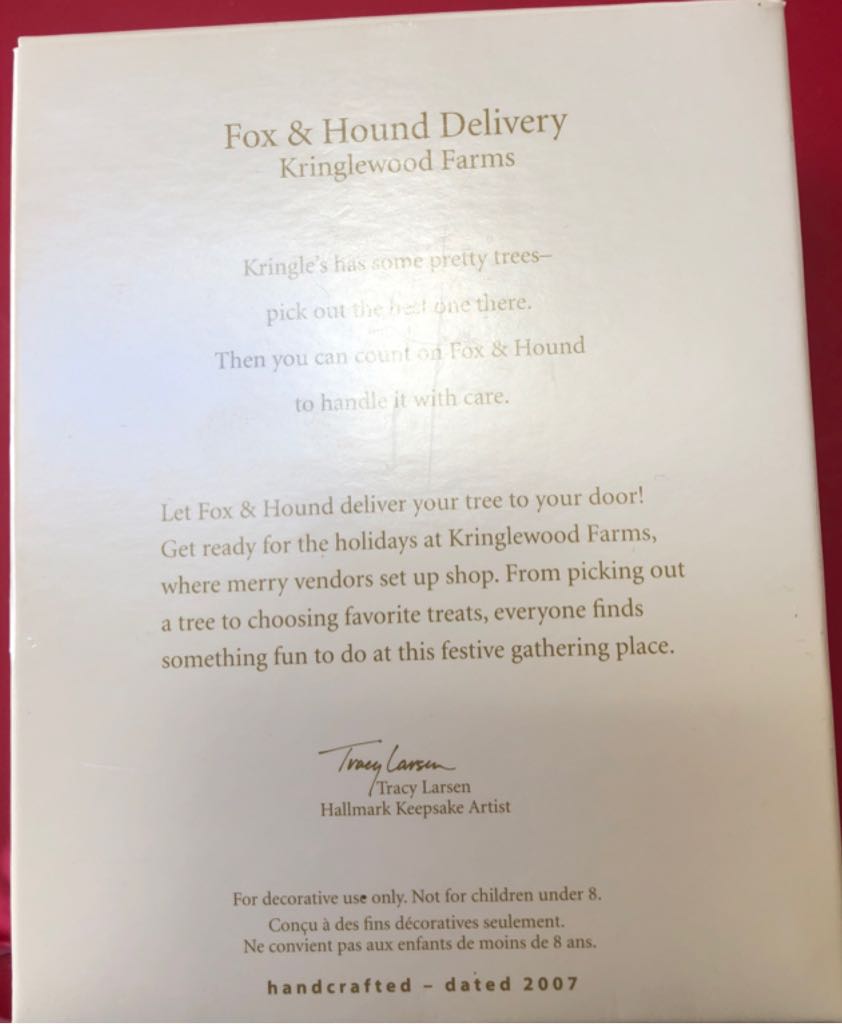 Fox & Hound Delivery
Kringlewood Farms
Kringle's has some pretty trees–
pick out the best one there.
Then you can count on Fox & Hound
to handle it with care.
Let Fox & Hound deliver your tree to your door!
Get ready for the holidays at Kringlewood Farms,
where merry vendors set up shop. From picking out
a tree to choosing favorite treats, everyone finds
something fun to do at this festive gathering place.
Tracy Larsen
Tracy Larsen
Hallmark Keepsake Artist
For decorative use only. Not for children under 8.
Conçu à des fins décoratives seulement.
Ne convient pas aux enfants de moins de 8 ans.
handcrafted – dated 2007